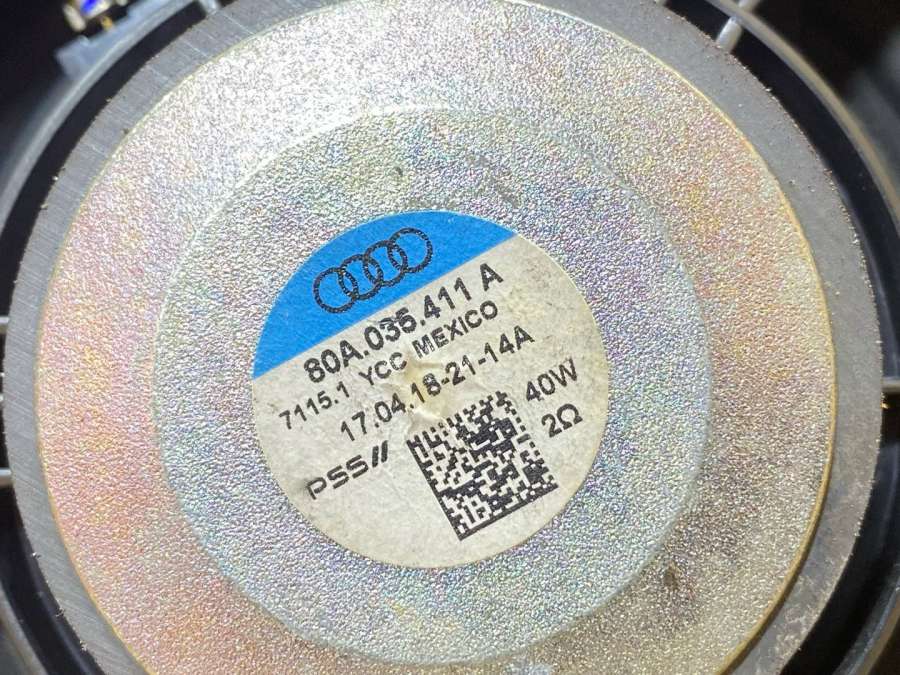 80A.035.411 A
7115.1 YCC MEXICO
17.04.18-21-14A
PSS// 40W
2Ω